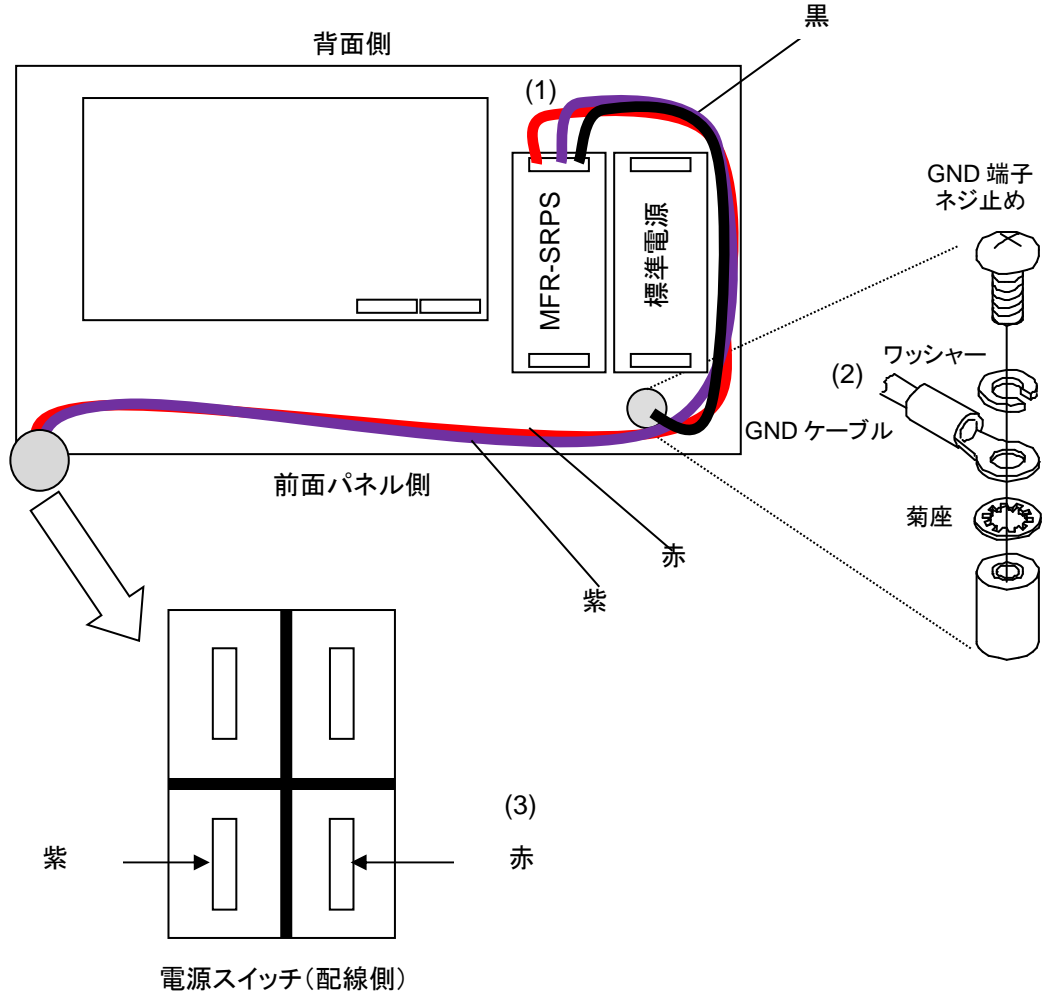 黒
背面側
(1)
MFR-SRPS
標準電源
GND 端子
ネジ止め
ワッシャー
(2)
GND ケーブル
菊座
前面パネル側
赤
紫
(3)
紫
赤
電源スイッチ(配線側)